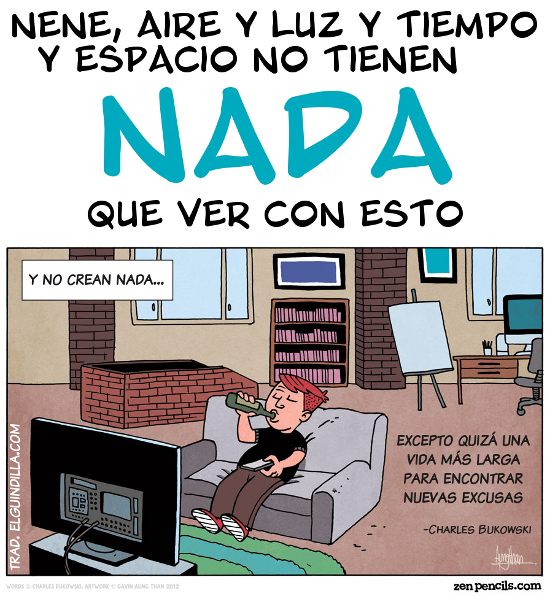 NENE, AIRE Y LUZ Y TIEMPO
Y ESPACIO NO TIENEN
NADA
QUE VER CON ESTO
Y NO CREAN NADA...
EXCEPTO QUIZÁ UNA
VIDA MÁS LARGA
PARA ENCONTRAR
NUEVAS EXCUSAS
-CHARLES BUKOWSKI
TRAD. ELGUINDILLA.COM
WORDS © CHARLES BUKOWSKI. ARTWORK © GAVIN AUNG THAN 2012
zenpencils.com